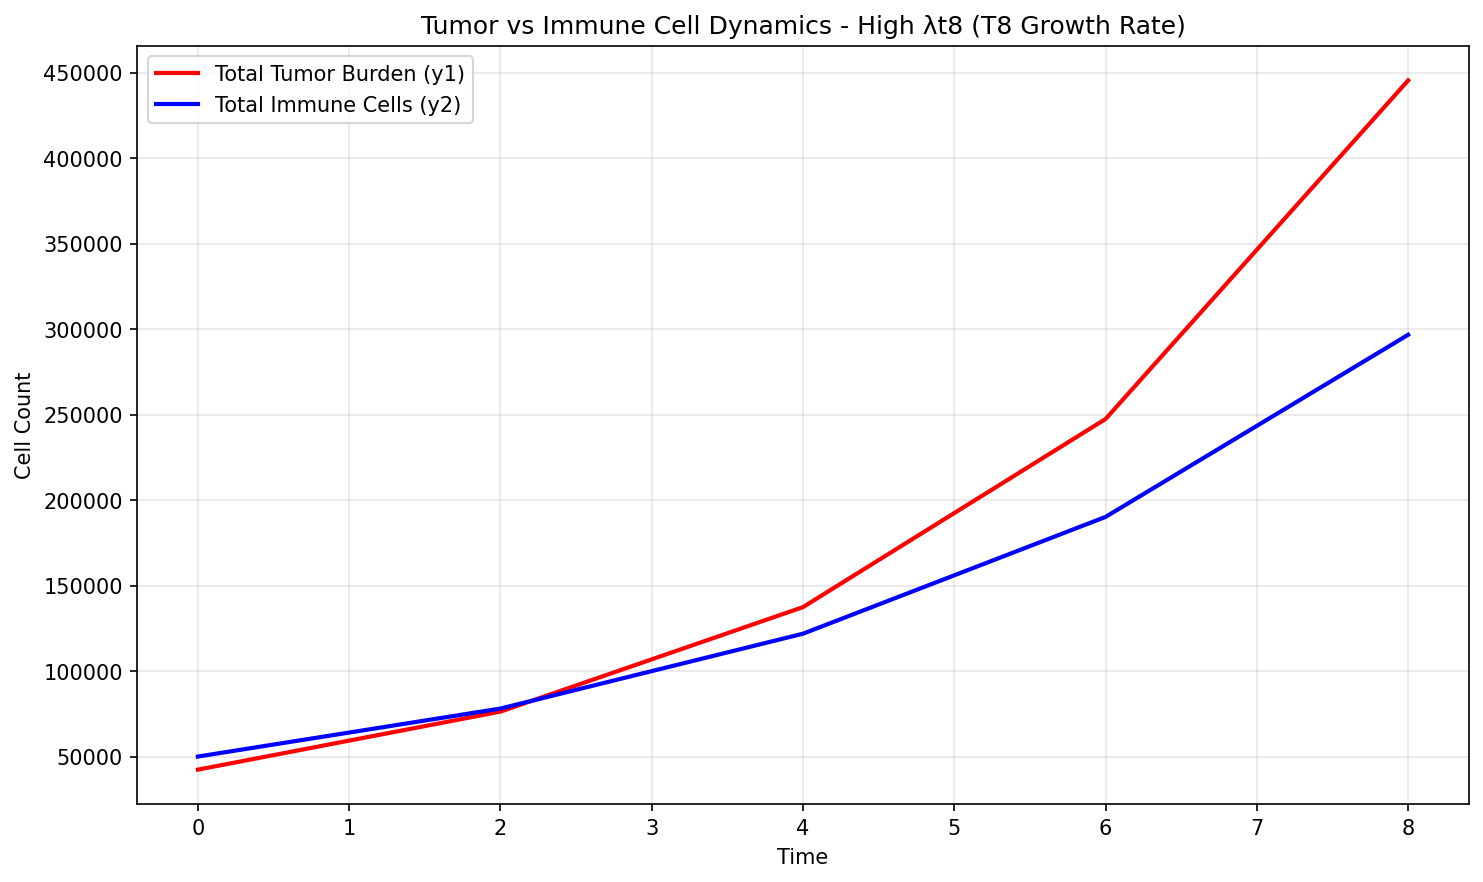 Tumor vs Immune Cell Dynamics - High λt8 (T8 Growth Rate)
Total Tumor Burden (y1)
Total Immune Cells (y2)
450000
400000
350000
300000
250000
200000
150000
100000
50000
Cell Count
0 1 2 3 4 5 6 7 8
Time